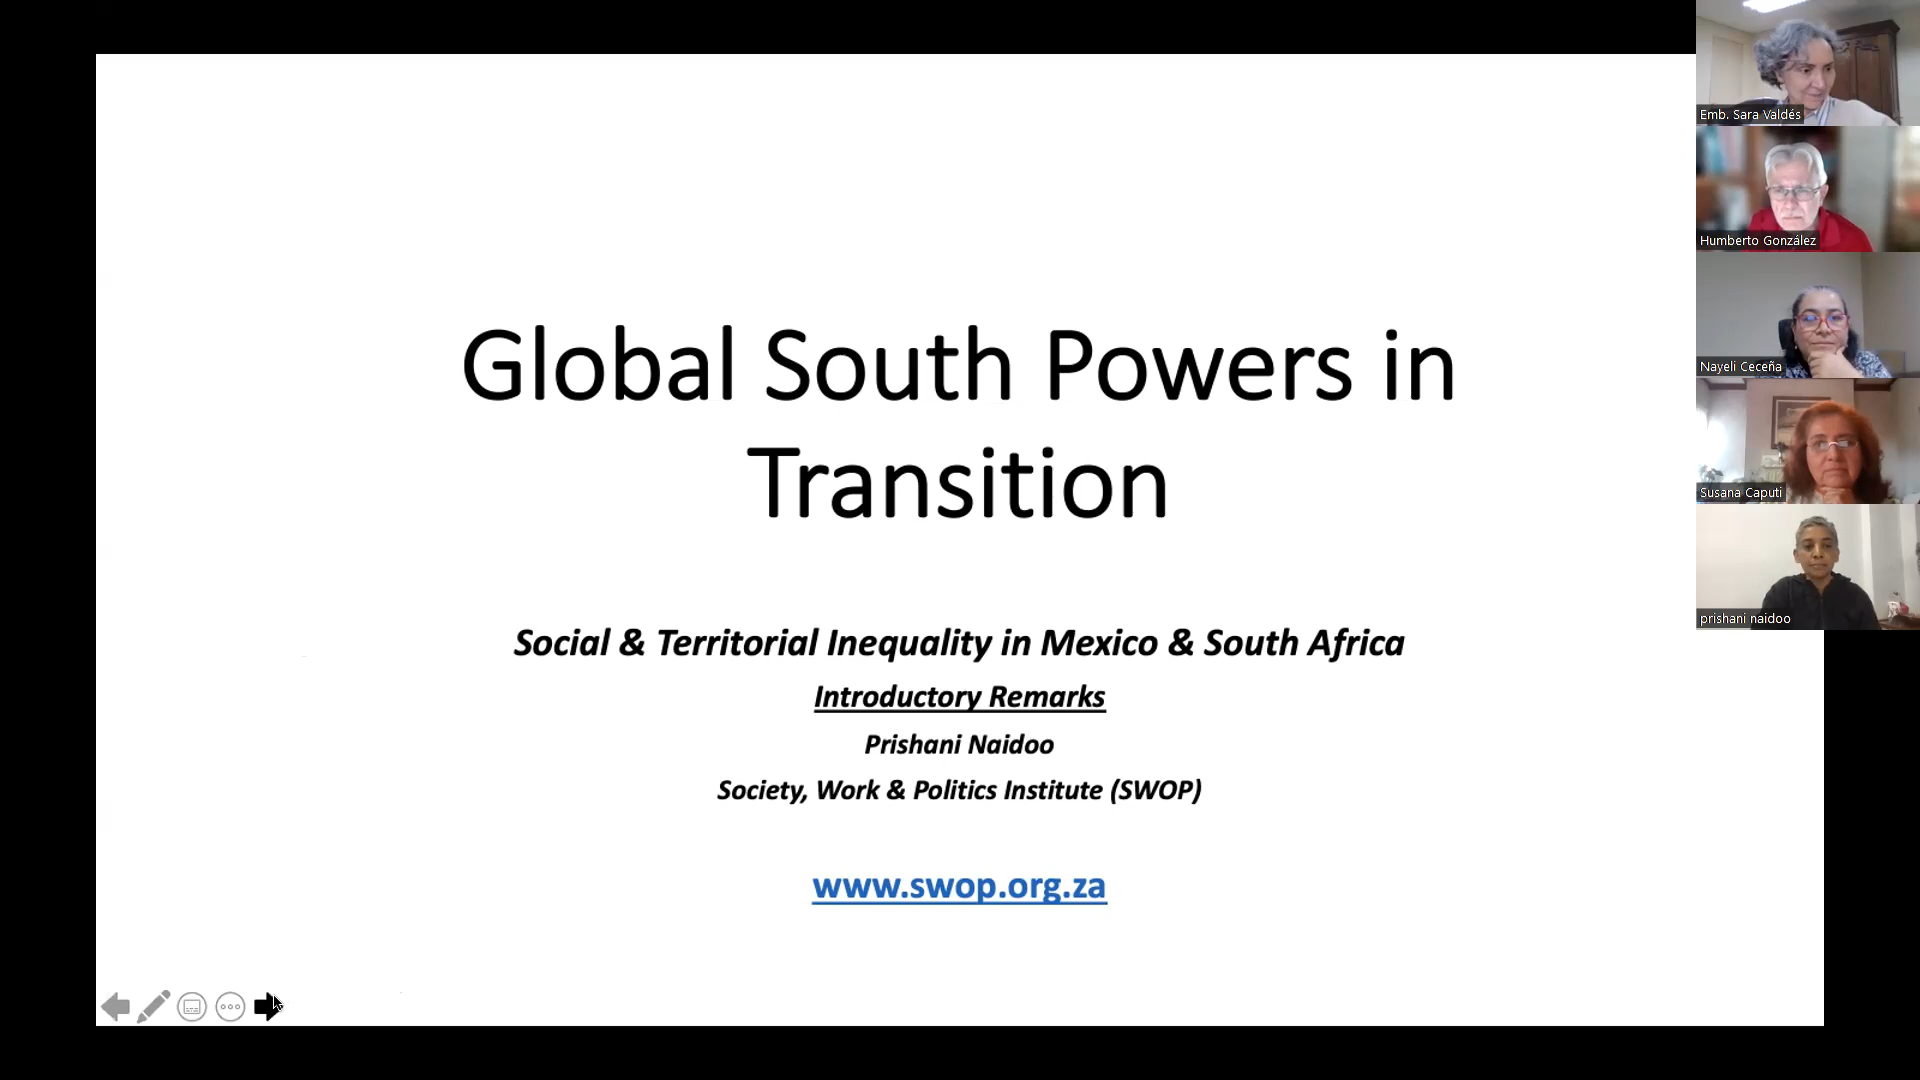 Global South Powers in
Transition
Social & Territorial Inequality in Mexico & South Africa
Introductory Remarks
Prishani Naidoo
Society, Work & Politics Institute (SWOP)
www.swop.org.za
Emb. Sara Valdés
Humberto González
Nayeli Ceceña
Susana Caputi
prishani naidoo